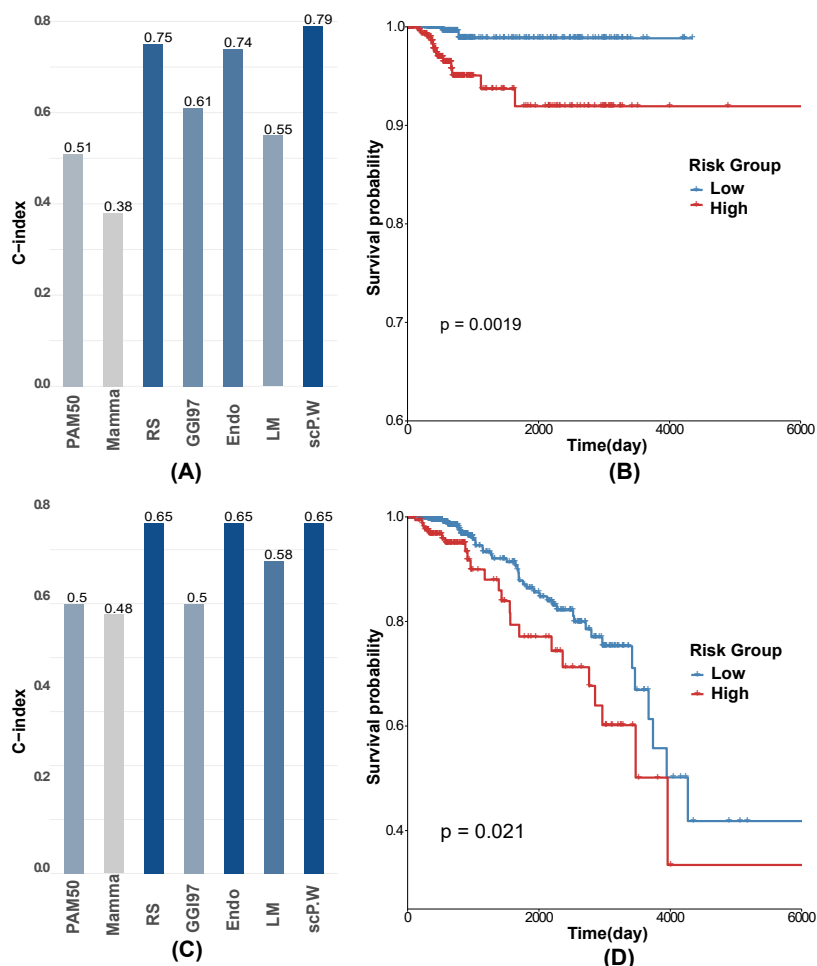 0.8
0.6
0.4
0.2
0.0
C-index
0.51
0.38
0.75
0.61
0.74
0.55
0.79
PAM50
Mamma
RS
GGI97
Endo
LM
scP.W
(A)
1.0
0.9
0.9
0.7
0.6
Survival probability
Risk Group
Low
High
p = 0.0019
0
2000
4000
6000
Time(day)
(B)
0.8
0.6
0.4
0.2
0.0
C-index
0.5
0.48
0.65
0.5
0.65
0.58
0.65
PAM50
Mamma
RS
GGI97
Endo
LM
scP.W
(C)
1.0
0.8
0.6
0.4
Survival probability
Risk Group
Low
High
p = 0.021
0
2000
4000
6000
Time(day)
(D)